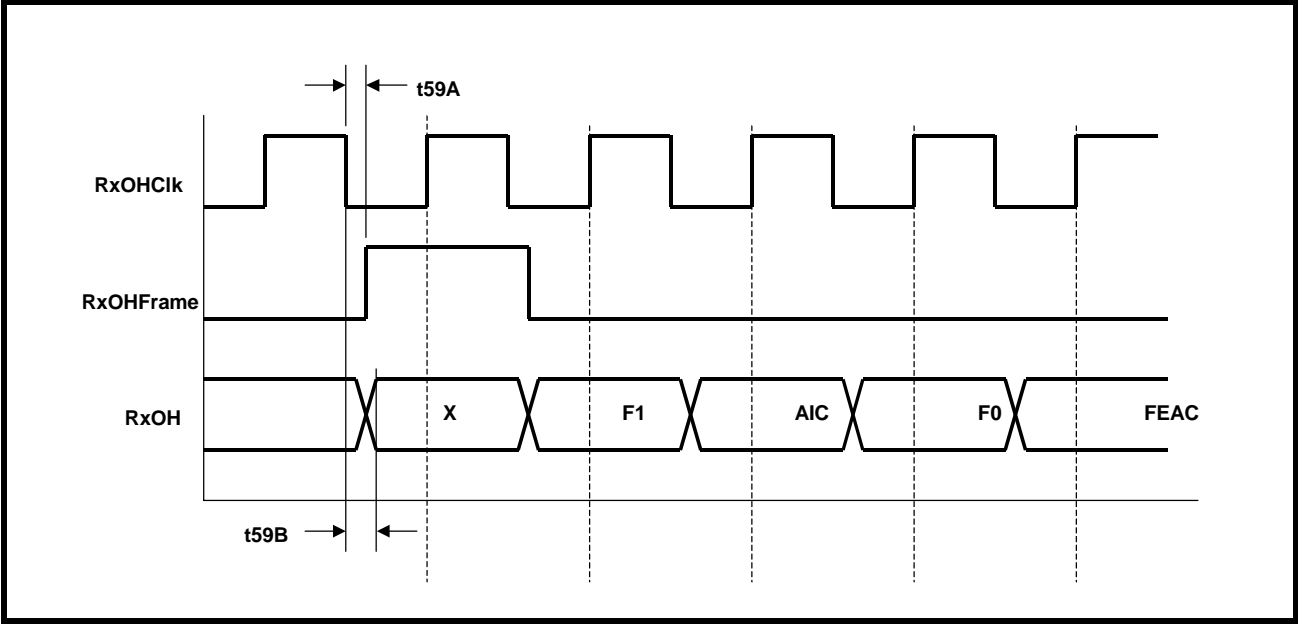 t59A
RxOHClk
RxOHFrame
RxOH
X
F1
AIC
F0
FEAC
t59B